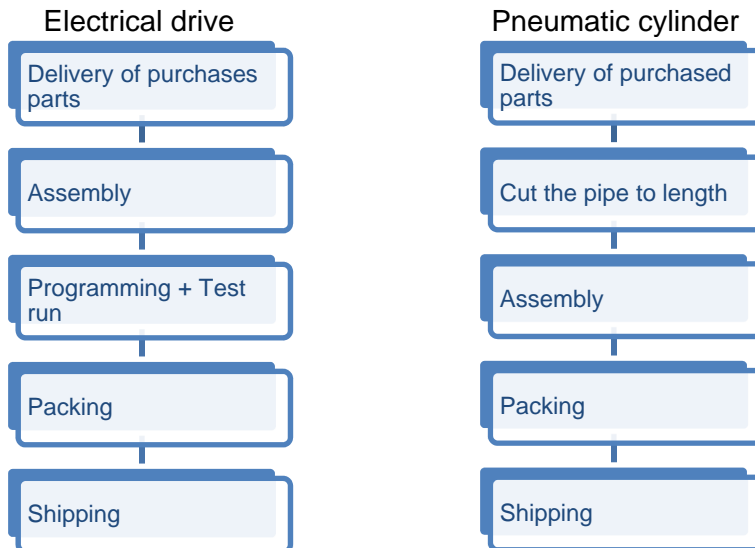 Electrical drive
Delivery of purchases
parts
Assembly
Programming + Test
run
Packing
Shipping
Pneumatic cylinder
Delivery of purchased
parts
Cut the pipe to length
Assembly
Packing
Shipping